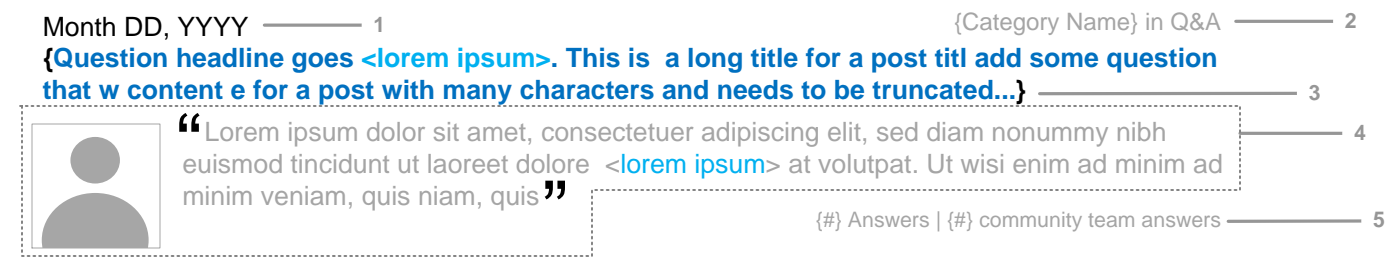 Month DD, YYYY 1 {Category Name} in Q&A 2
{Question headline goes <lorem ipsum>. This is  a long title for a post titl add some question
that w content e for a post with many characters and needs to be truncated...} 3
“Lorem ipsum dolor sit amet, consectetuer adipiscing elit, sed diam nonummy nibh 4
euismod tincidunt ut laoreet dolore  <lorem ipsum> at volutpat. Ut wisi enim ad minim ad
minim veniam, quis niam, quis”
{#} Answers | {#} community team answers 5